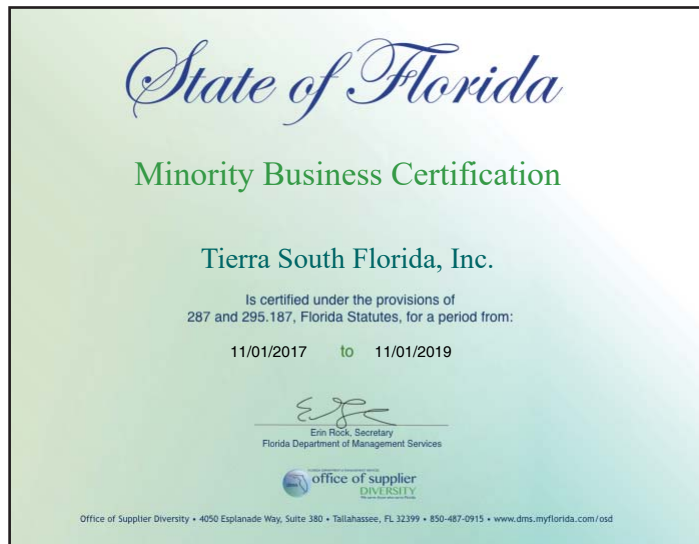 State of Florida
Minority Business Certification
Tierra South Florida, Inc.
Is certified under the provisions of
287 and 295.187, Florida Statutes, for a period from:
11/01/2017 to 11/01/2019
Erin Rock, Secretary
Florida Department of Management Services
office of supplier
DIVERSITY
Office of Supplier Diversity • 4050 Esplanade Way, Suite 380 • Tallahassee, FL 32399 • 850-487-0915 • www.dms.myflorida.com/osd